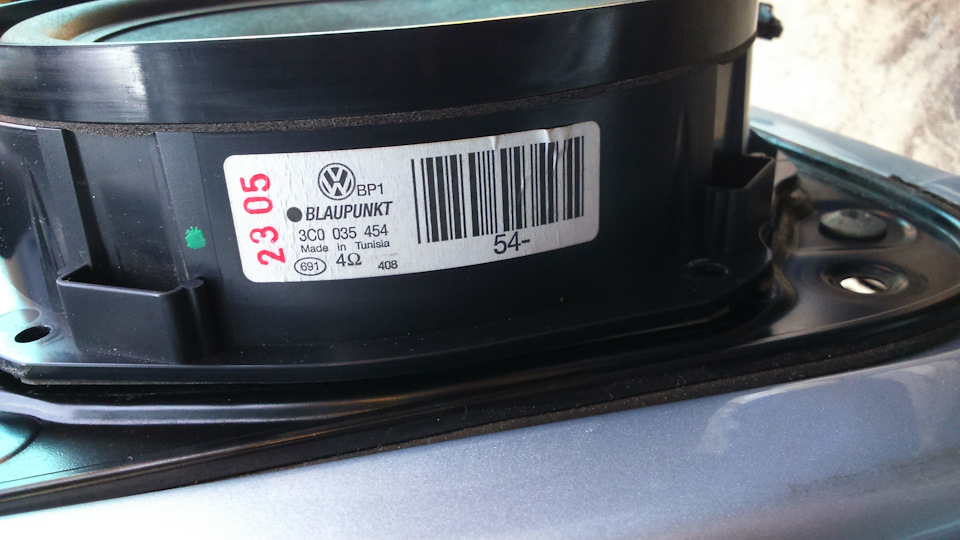 23 05
VW BP1
BLAUPUNKT
3C0 035 454
Made in Tunisia
691 4Ω 408
54-